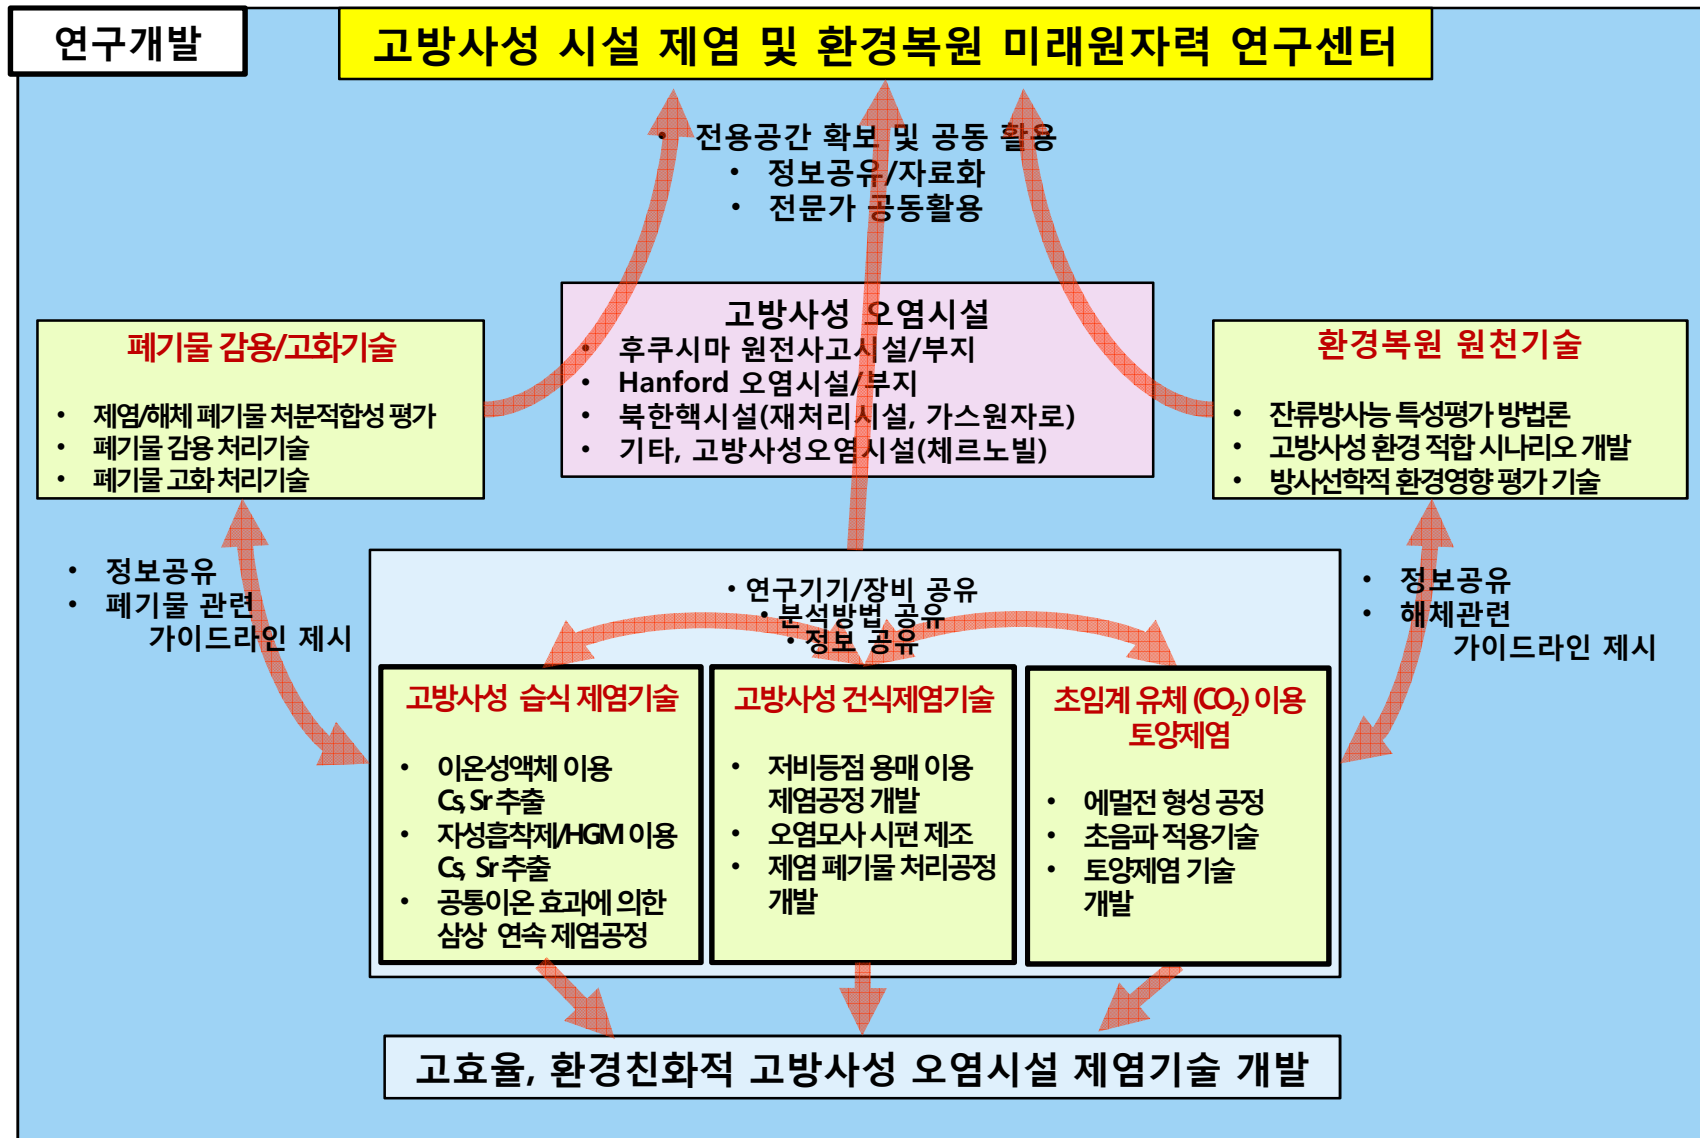 연구개발
고방사성 시설 제염 및 환경복원 미래원자력 연구센터
• 전용공간 확보 및 공동 활용
• 정보공유/자료화
• 전문가 공동활용
고방사성 오염시설
• 후쿠시마 원전사고시설/부지
• Hanford 오염시설/부지
• 북한핵시설(재처리시설, 가스원자로)
• 기타, 고방사성오염시설(체르노빌)
폐기물 감용/고화기술
• 제염/해체 폐기물 처분적합성 평가
• 폐기물 감용 처리기술
• 폐기물 고화 처리기술
환경복원 원천기술
• 잔류방사능 특성평가 방법론
• 고방사성 환경 적합 시나리오 개발
• 방사선학적 환경영향 평가 기술
• 정보공유
• 폐기물 관련
가이드라인 제시
• 연구기기/장비 공유
• 분석방법 공유
• 정보 공유
• 정보공유
• 해체관련
가이드라인 제시
고방사성 습식 제염기술
• 이온성액체 이용
Cs, Sr 추출
• 자성흡착제/HGM 이용
Cs, Sr 추출
• 공통이온 효과에 의한
삼상 연속 제염공정
고방사성 건식제염기술
• 저비등점 용매 이용
제염공정 개발
• 오염모사 시편 제조
• 제염 폐기물 처리공정
개발
초임계 유체 (CO₂) 이용
토양제염
• 에멀전 형성 공정
• 초음파 적용기술
• 토양제염 기술
개발
고효율, 환경친화적 고방사성 오염시설 제염기술 개발